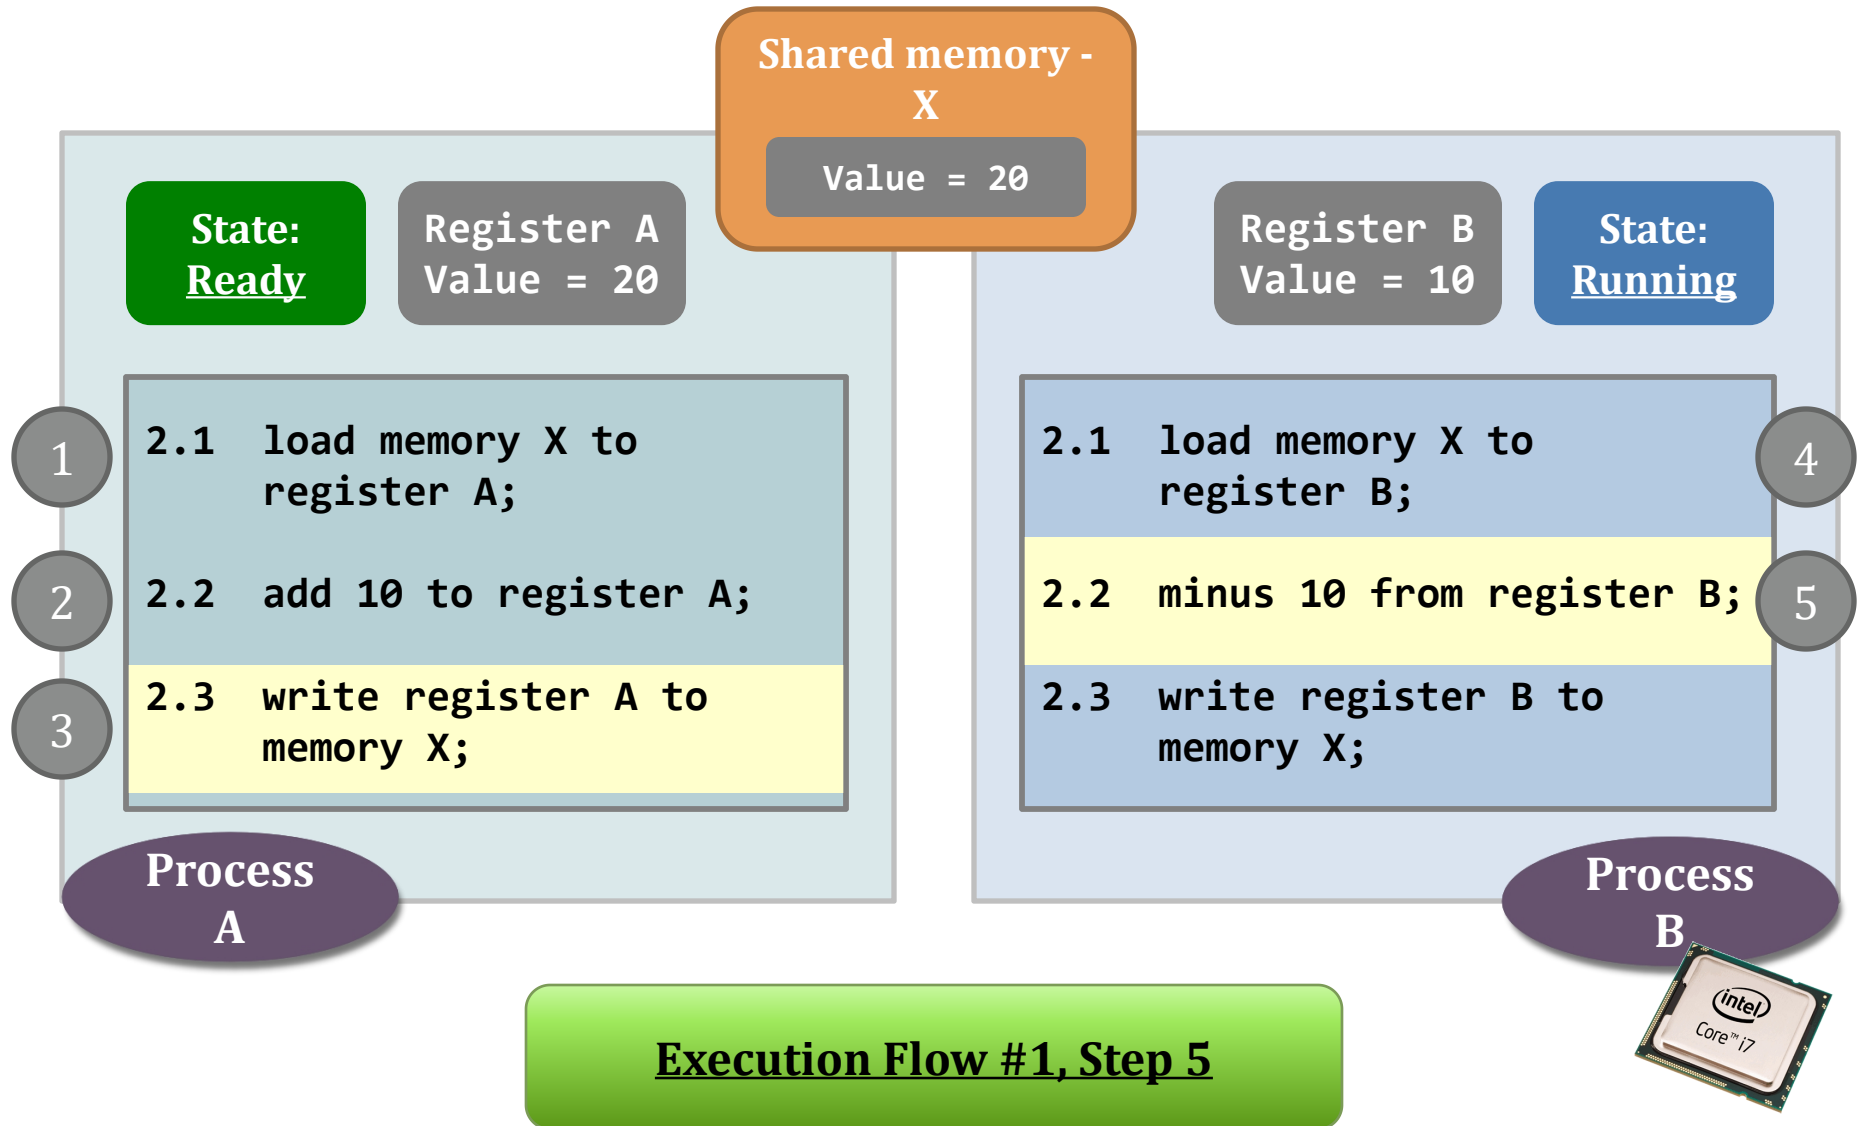 Shared memory -
X
Value = 20
State:
Ready
Register A
Value = 20
Register B
Value = 10
State:
Running
1
2.1 load memory X to
register A;
2
2.2 add 10 to register A;
3
2.3 write register A to
memory X;
2.1 load memory X to
register B;
4
2.2 minus 10 from register B;
5
2.3 write register B to
memory X;
Process
A
Process
B
intel
Core™ i7
Execution Flow #1, Step 5